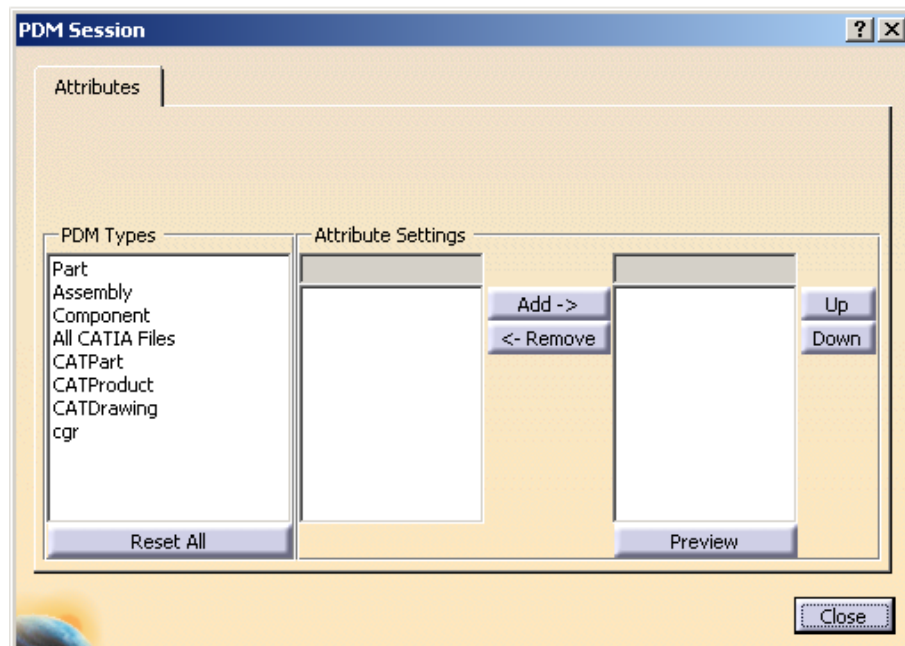 PDM Session
Attributes
PDM Types
Part
Assembly
Component
All CATIA Files
CATPart
CATProduct
CATDrawing
cgr
Reset All
Attribute Settings
Add ->
<- Remove
Up
Down
Preview
Close